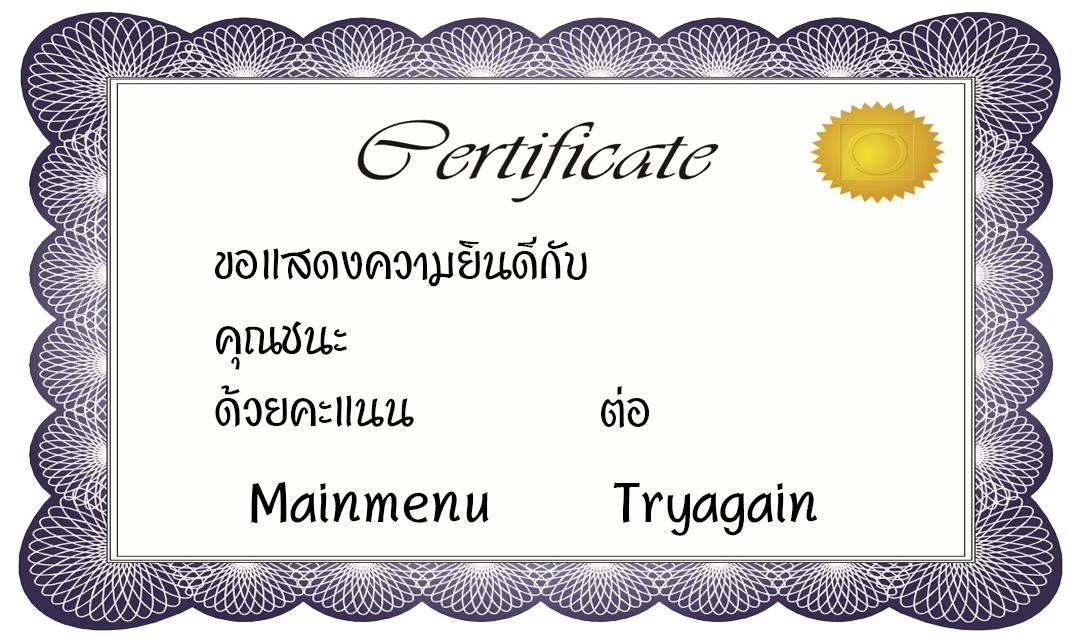 Certificate
ขอแสดงความยินดีกับ
คุณชนะ
ด้วยคะแนน ต่อ
Mainmenu Tryagain